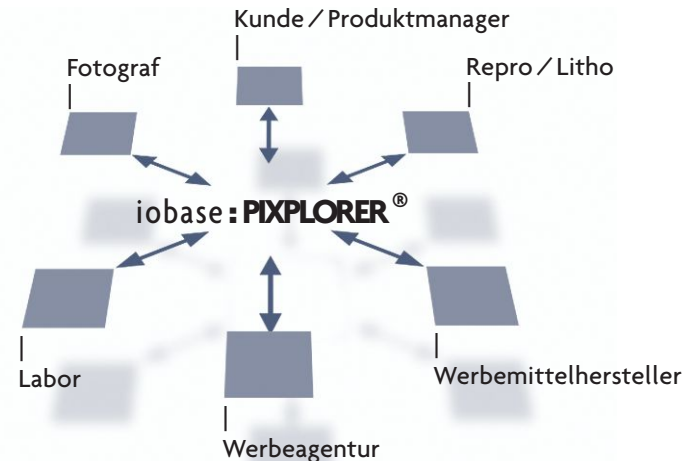 Kunde / Produktmanager
Fotograf
Repro / Litho
iobase:PIXPLORER®
Labor
Werbemittelhersteller
Werbeagentur